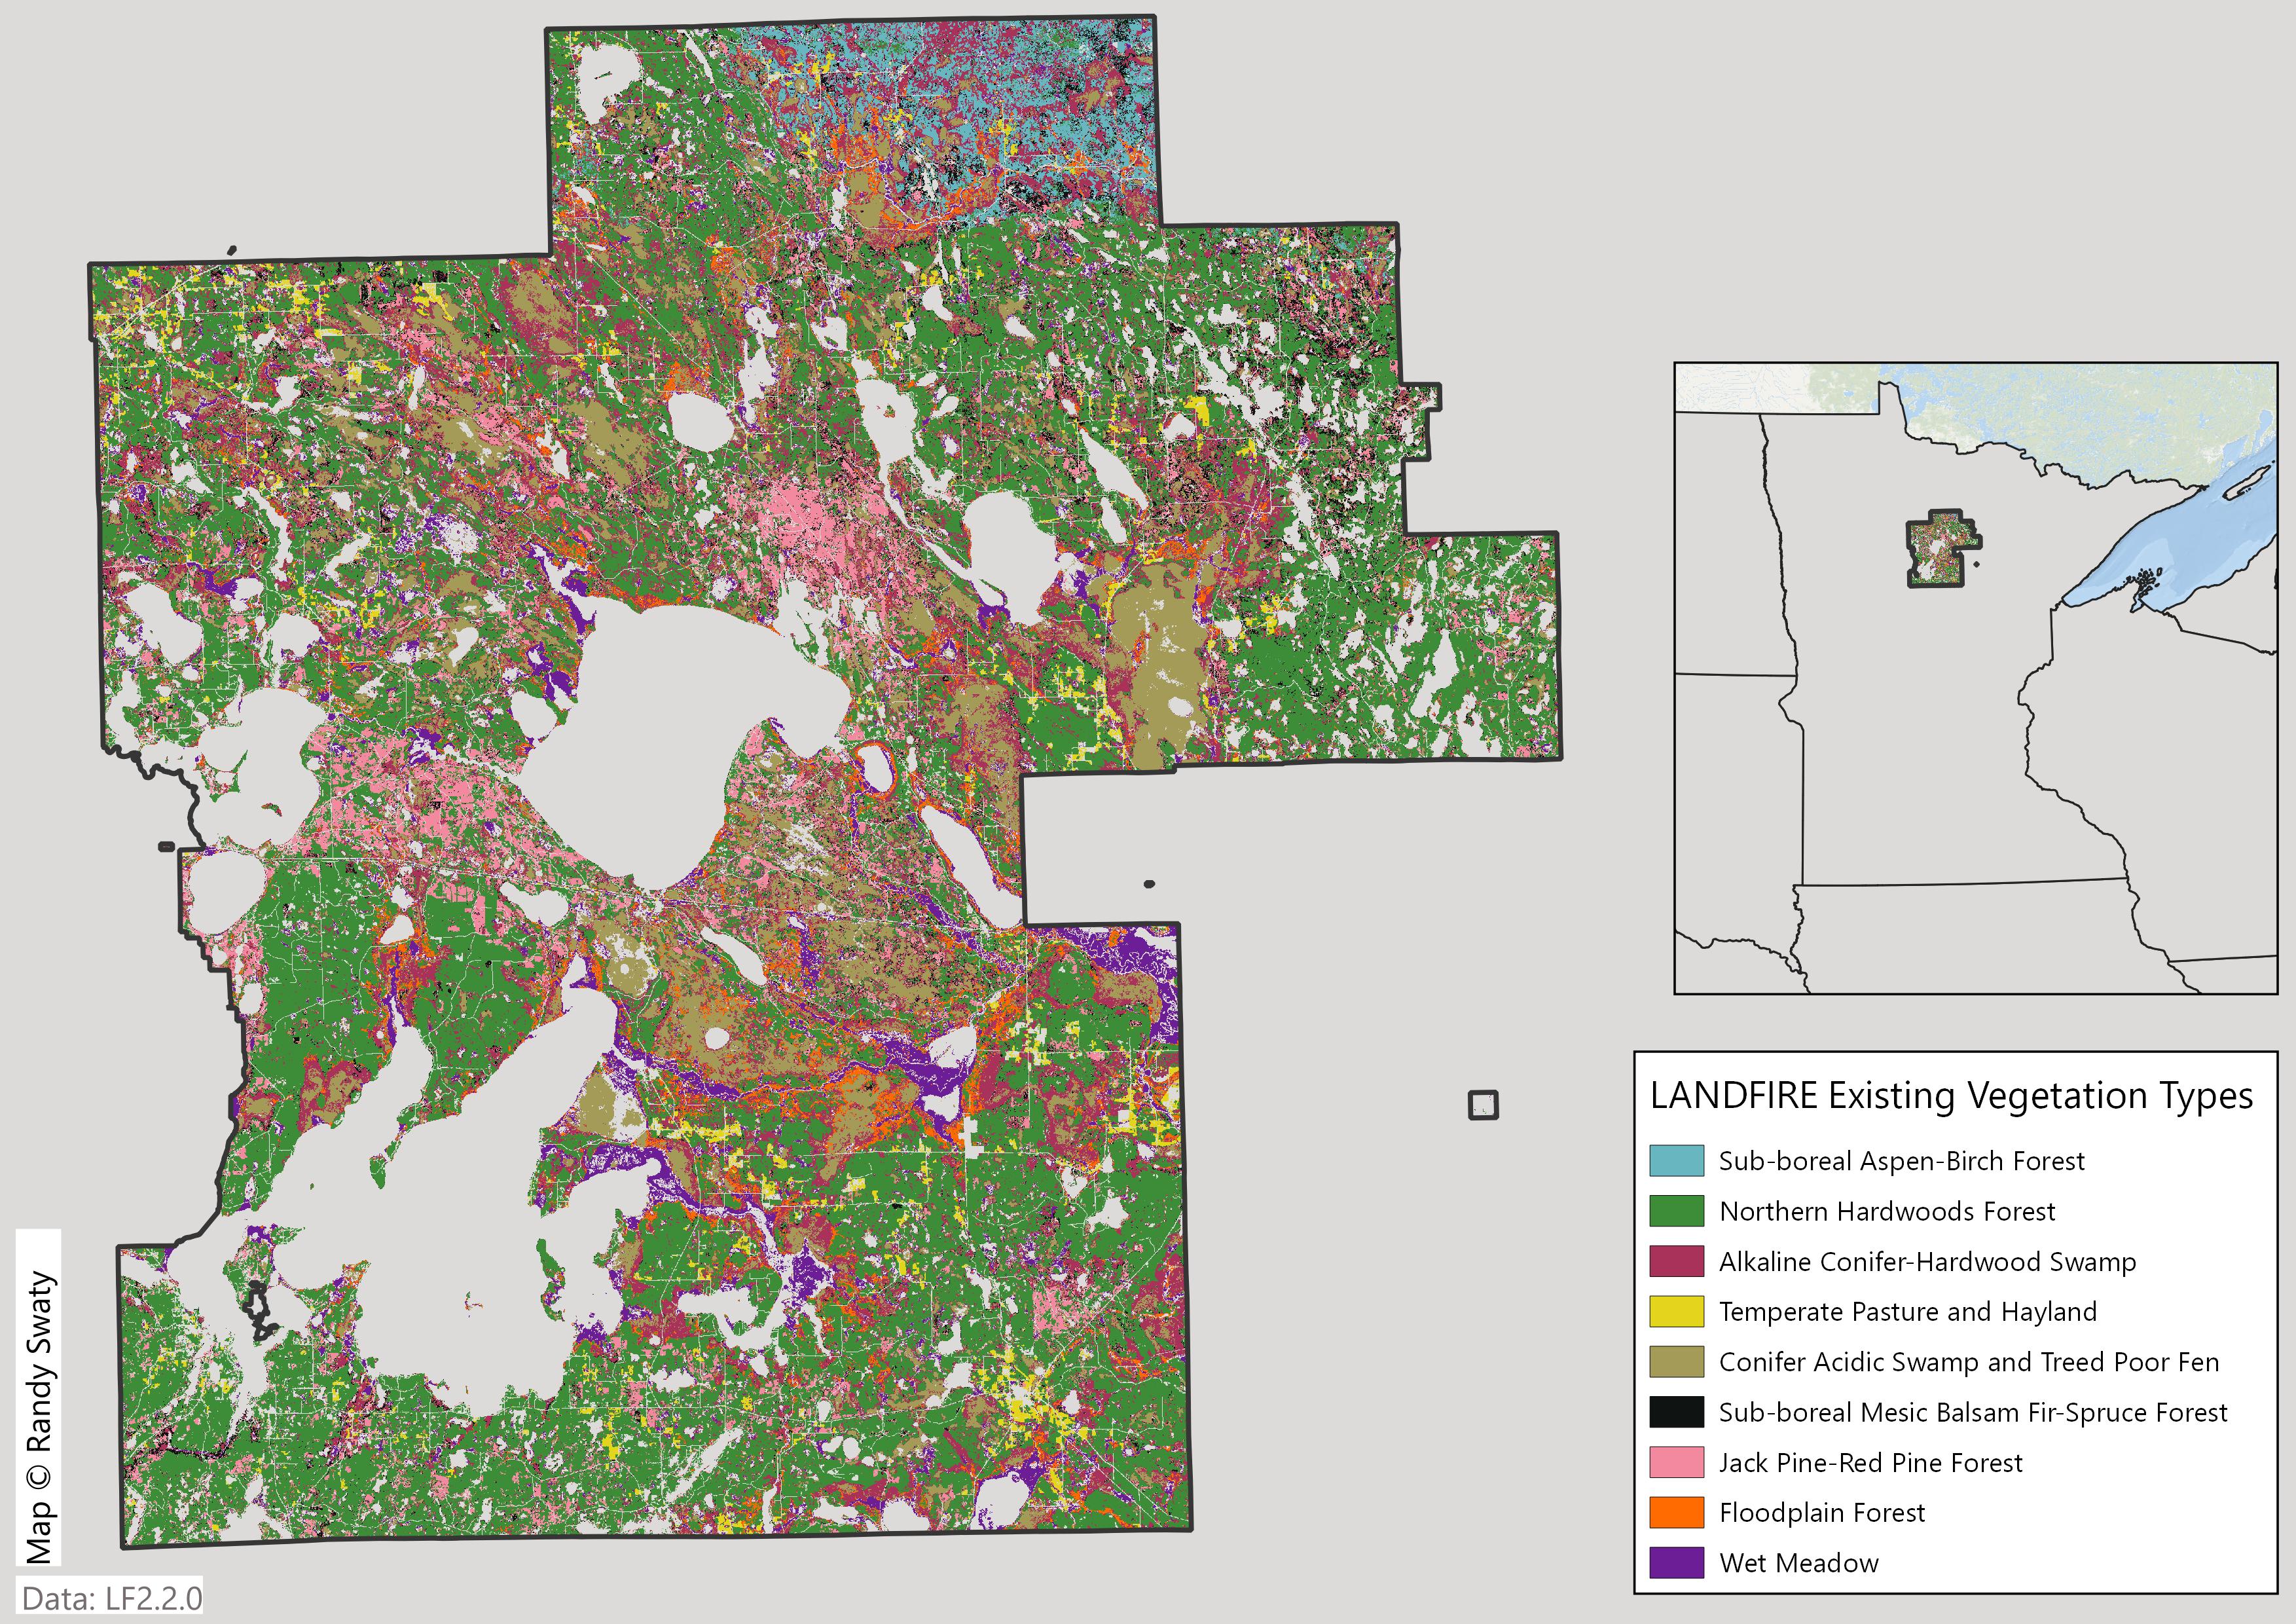 LANDFIRE Existing Vegetation Types
Sub-boreal Aspen-Birch Forest
Northern Hardwoods Forest
Alkaline Conifer-Hardwood Swamp
Temperate Pasture and Hayland
Conifer Acidic Swamp and Treed Poor Fen
Sub-boreal Mesic Balsam Fir-Spruce Forest
Jack Pine-Red Pine Forest
Floodplain Forest
Wet Meadow
Map © Randy Swaty
Data: LF2.2.0